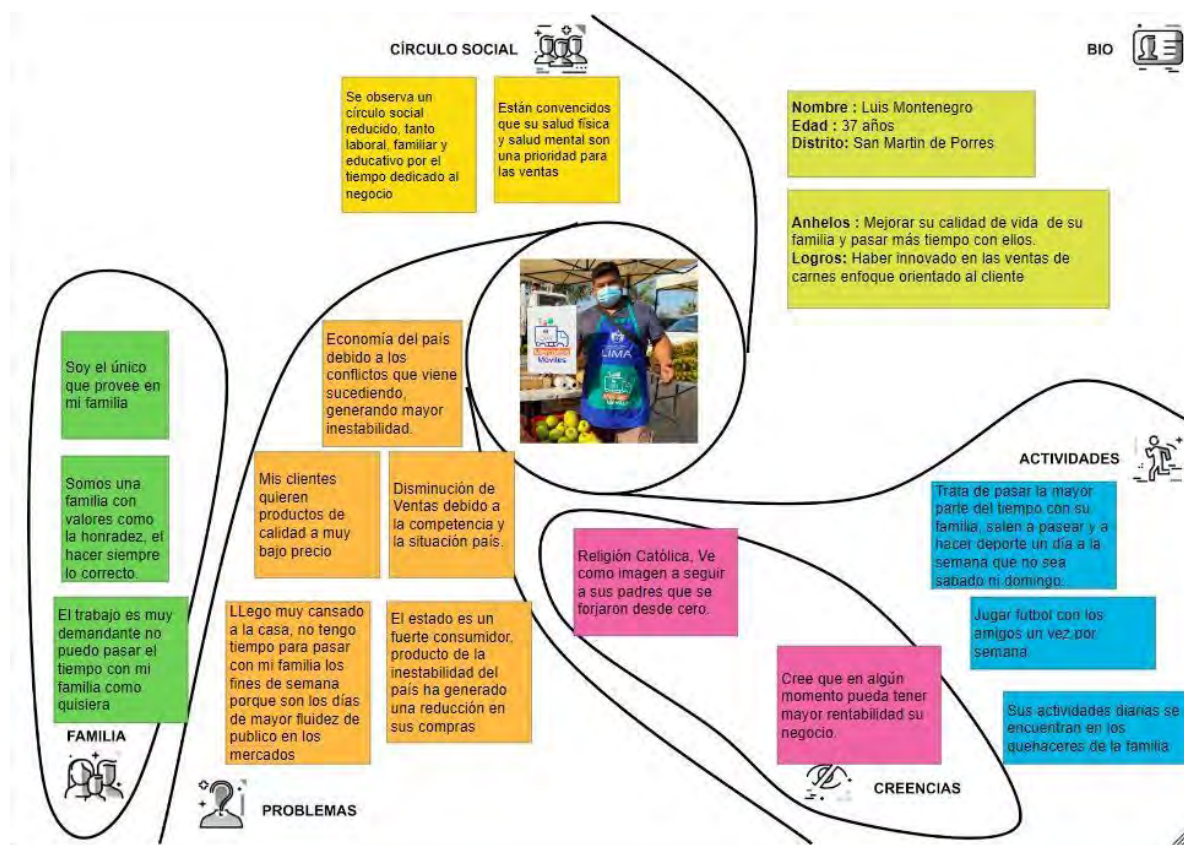 CÍRCULO SOCIAL
Se observa un
círculo social
reducido, tanto
laboral, familiar y
educativo por el
tiempo dedicado al
negocio
Están convencidos
que su salud física
y salud mental son
una prioridad para
las ventas
BIO
Nombre : Luis Montenegro
Edad : 37 años
Distrito: San Martin de Porres
Anhelos : Mejorar su calidad de vida de su
familia y pasar más tiempo con ellos.
Logros: Haber innovado en las ventas de
carnes enfoque orientado al cliente
Móviles
LIMA
Soy el único
que provee en
mi familia
Somos una
familia con
valores como
la honradez, el
hacer siempre
lo correcto.
El trabajo es muy
demandante no
puedo pasar el
tiempo con mi
familia como
quisiera
FAMILIA
Economía del país
debido a los
conflictos que viene
sucediendo,
generando mayor
inestabilidad.
Mis clientes
quieren
productos de
calidad a muy
bajo precio
Disminución de
Ventas debido a
la competencia y
la situación país.
LLego muy cansado
a la casa, no tengo
tiempo para pasar
con mi familia los
fines de semana
porque son los días
de mayor fluidez de
publico en los
mercados
El estado es un
fuerte consumidor,
producto de la
inestabilidad del
país ha generado
una reducción en
sus compras
PROBLEMAS
Religión Católica, Ve
como imagen a seguir
a sus padres que se
forjaron desde cero.
Cree que en algún
momento pueda tener
mayor rentabilidad su
negocio.
CREENCIAS
ACTIVIDADES
Trata de pasar la mayor
parte del tiempo con su
familia, salen a pasear y a
hacer deporte un día a la
semana que no sea
sabado ni domingo..
Jugar futbol con los
amigos un vez por
semana
Sus actividades diarias se
encuentran en los
quehaceres de la familia